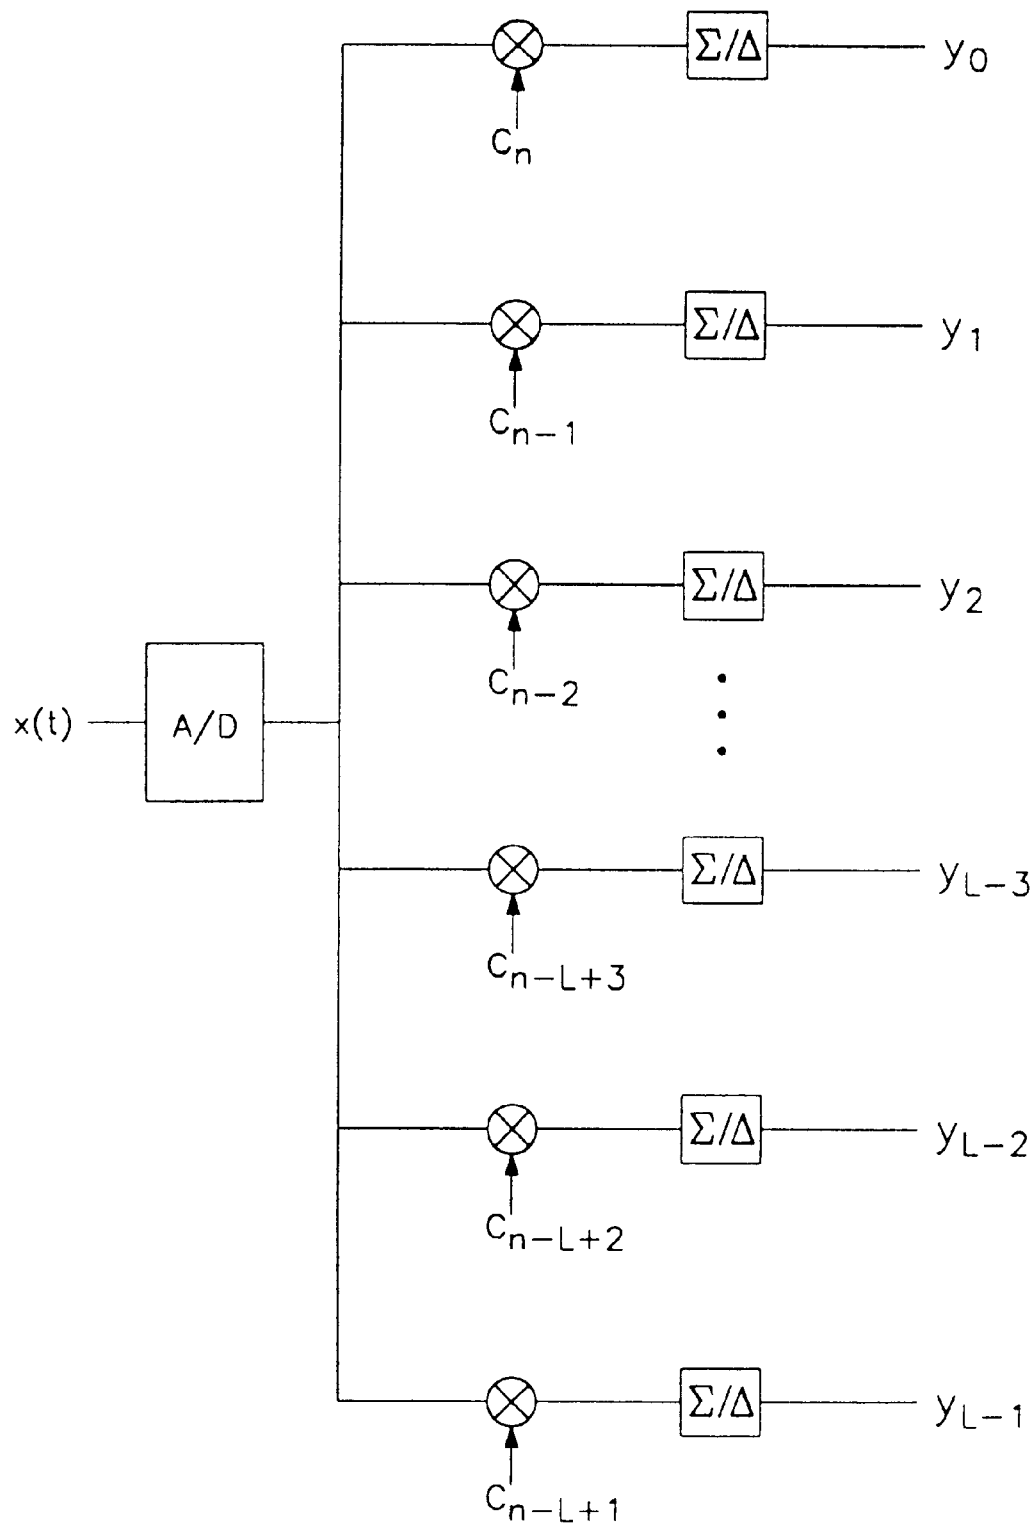 Σ/Δ y0
Cn
Σ/Δ y1
Cn−1
Σ/Δ y2
Cn−2
x(t) A/D
Σ/Δ yL−3
Cn−L+3
Σ/Δ yL−2
Cn−L+2
Σ/Δ yL−1
Cn−L+1